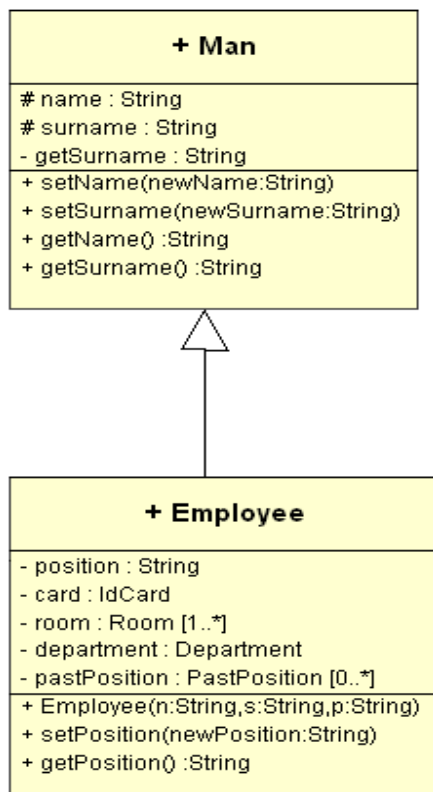 + Man
# name : String
# surname : String
- getSurname : String
+ setName(newName:String)
+ setSurname(newSurname:String)
+ getName() :String
+ getSurname() :String
+ Employee
- position : String
- card : IdCard
- room : Room [1..*]
- department : Department
- pastPosition : PastPosition [0..*]
+ Employee(n:String,s:String,p:String)
+ setPosition(newPosition:String)
+ getPosition() :String